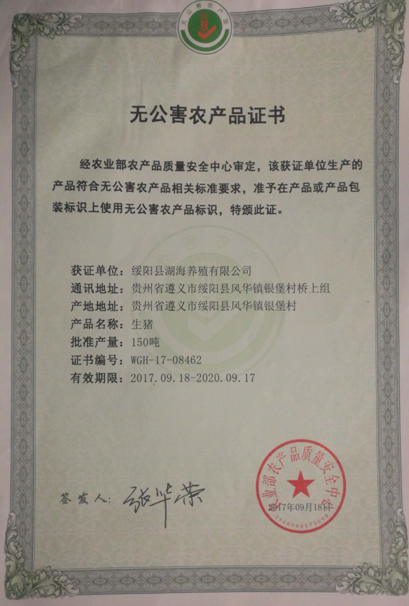 无公害农产品
无公害农产品证书
经农业部农产品质量安全中心审定，该获证单位生产的
产品符合无公害农产品相关标准要求，准予在产品或产品包
装标识上使用无公害农产品标识，特颁此证。
获证单位：绥阳县湖海养殖有限公司
通讯地址：贵州省遵义市绥阳县风华镇银堡村桥上组
产地地址：贵州省遵义市绥阳县风华镇银堡村
产品名称：生猪
批准产量：150吨
证书编号：WGH-17-08462
有效期限：2017.09.18-2020.09.17
农业部农产品质量安全中心
签发人：张华荣
2017年09月18日